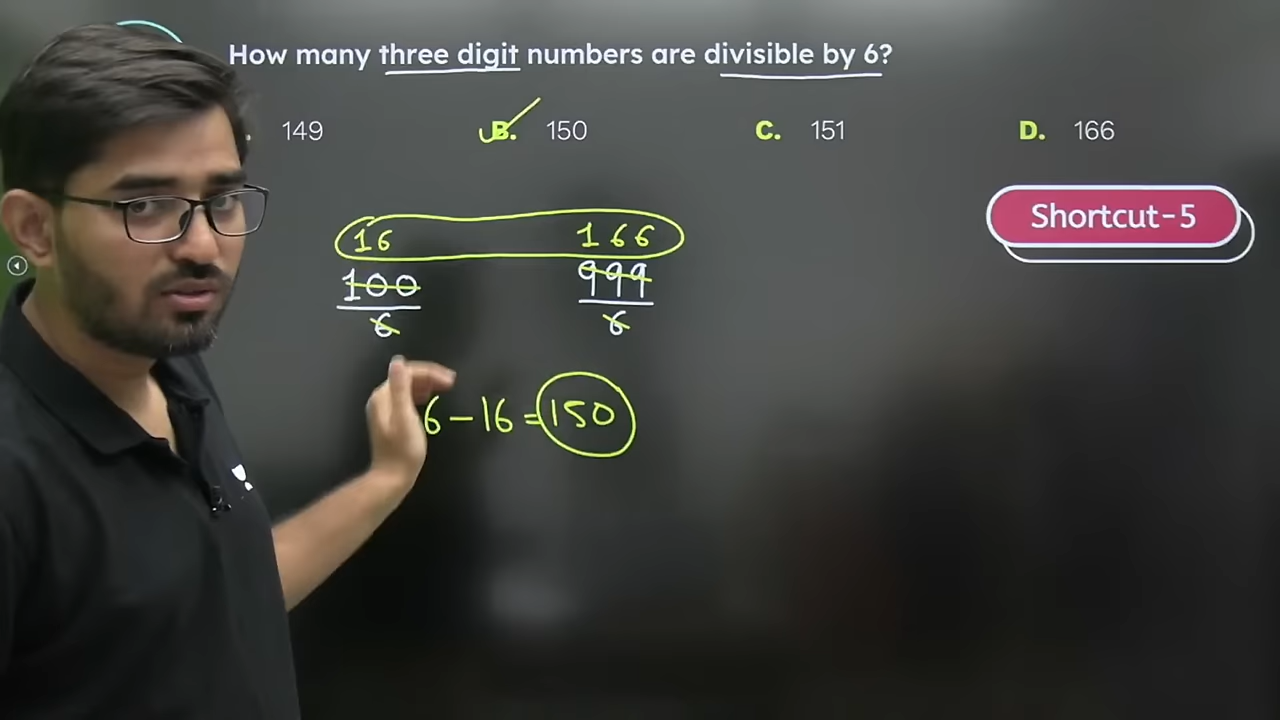 How many three digit numbers are divisible by 6?
149 B. 150 C. 151 D. 166
Shortcut-5
16 166
100 999
6 6
6-16=150